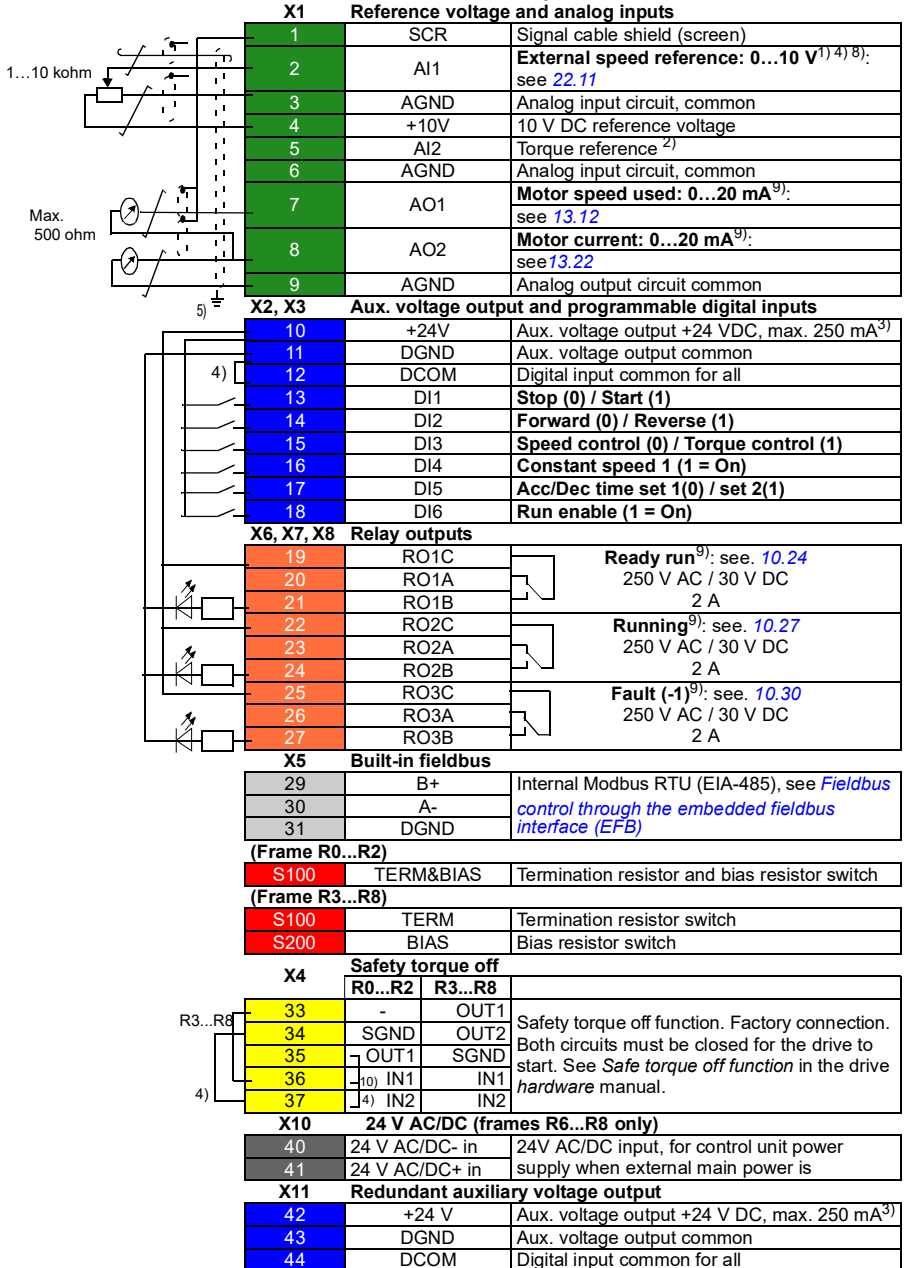 X1 Reference voltage and analog inputs
1 SCR Signal cable shield (screen)
1…10 kohm
2 AI1 External speed reference: 0…10 V1) 4) 8):
see 22.11
3 AGND Analog input circuit, common
4 +10V 10 V DC reference voltage
5 AI2 Torque reference 2)
6 AGND Analog input circuit, common
7 AO1 Motor speed used: 0…20 mA9):
see 13.12
Max.
500 ohm
8 AO2 Motor current: 0…20 mA9):
see13.22
9 AGND Analog output circuit common
5)
X2, X3 Aux. voltage output and programmable digital inputs
10 +24V Aux. voltage output +24 VDC, max. 250 mA3)
11 DGND Aux. voltage output common
4) 12 DCOM Digital input common for all
13 DI1 Stop (0) / Start (1)
14 DI2 Forward (0) / Reverse (1)
15 DI3 Speed control (0) / Torque control (1)
16 DI4 Constant speed 1 (1 = On)
17 DI5 Acc/Dec time set 1(0) / set 2(1)
18 DI6 Run enable (1 = On)
X6, X7, X8 Relay outputs
19 RO1C Ready run9): see. 10.24
20 RO1A 250 V AC / 30 V DC
21 RO1B 2 A
22 RO2C Running9): see. 10.27
23 RO2A 250 V AC / 30 V DC
24 RO2B 2 A
25 RO3C Fault (-1)9): see. 10.30
26 RO3A 250 V AC / 30 V DC
27 RO3B 2 A
X5 Built-in fieldbus
29 B+ Internal Modbus RTU (EIA-485), see Fieldbus
30 A- control through the embedded fieldbus
31 DGND interface (EFB)
(Frame R0...R2)
S100 TERM&BIAS Termination resistor and bias resistor switch
(Frame R3...R8)
S100 TERM Termination resistor switch
S200 BIAS Bias resistor switch
X4 Safety torque off
R0...R2 R3...R8
R3...R8
33 - OUT1
34 SGND OUT2
35 OUT1 SGND
36 10) IN1 IN1
4) 37 4) IN2 IN2
Safety torque off function. Factory connection.
Both circuits must be closed for the drive to
start. See Safe torque off function in the drive
hardware manual.
X10 24 V AC/DC (frames R6...R8 only)
40 24 V AC/DC- in 24V AC/DC input, for control unit power
41 24 V AC/DC+ in supply when external main power is
X11 Redundant auxiliary voltage output
42 +24 V Aux. voltage output +24 V DC, max. 250 mA3)
43 DGND Aux. voltage output common
44 DCOM Digital input common for all